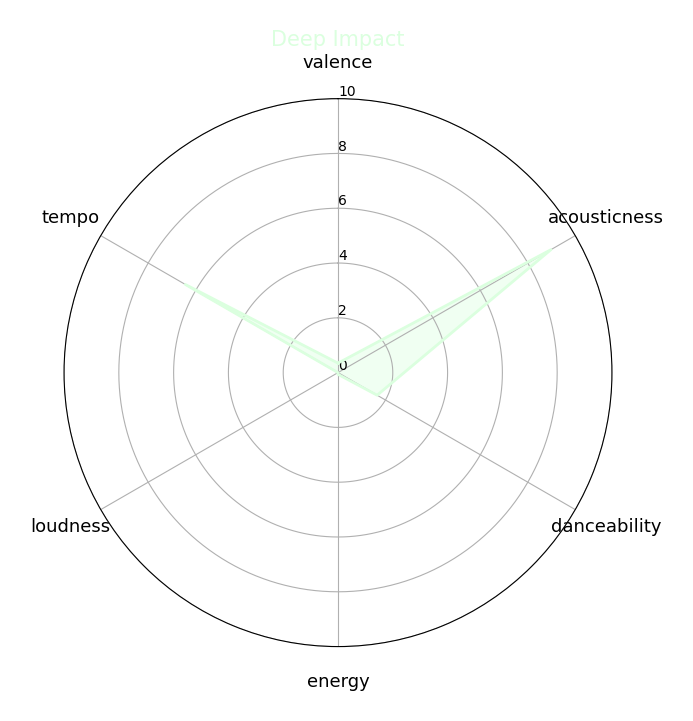 Deep Impact
valence
10
8
tempo
6
acousticness
4
2
0
loudness
danceability
energy